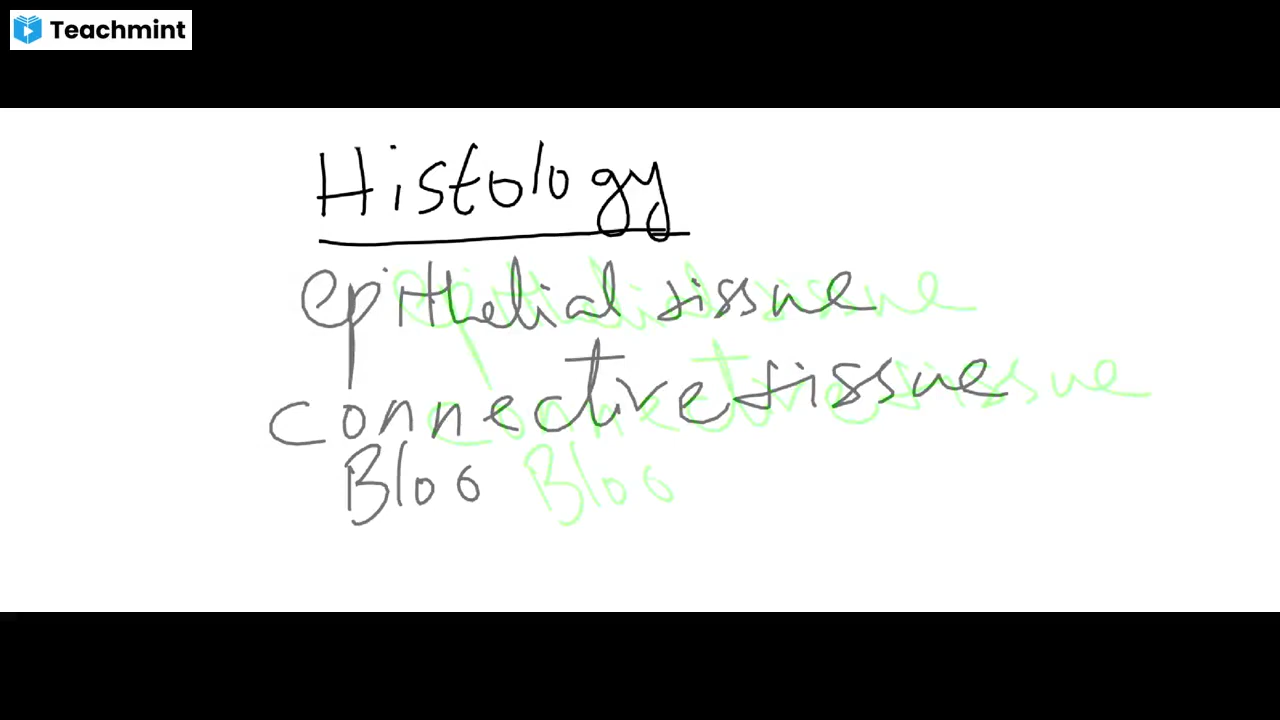 Teachmint
Histology
epithelial tissue
connective tissue
Bloo